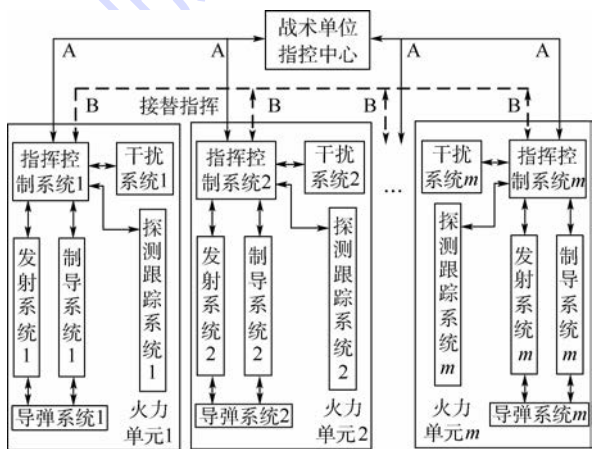 战术单位
指控中心
A
A
A
A
B
接替指挥
B
B
B
指挥控
制系统1
干扰
系统1
探测跟踪系统1
发射系统1
制导系统1
导弹系统1
火力
单元1
指挥控
制系统2
干扰
系统2
探测跟踪系统2
发射系统2
制导系统2
导弹系统2
火力
单元2
…
干扰
系统m
指挥控
制系统m
探测跟踪系统m
发射系统m
制导系统m
导弹系统m
火力
单元m